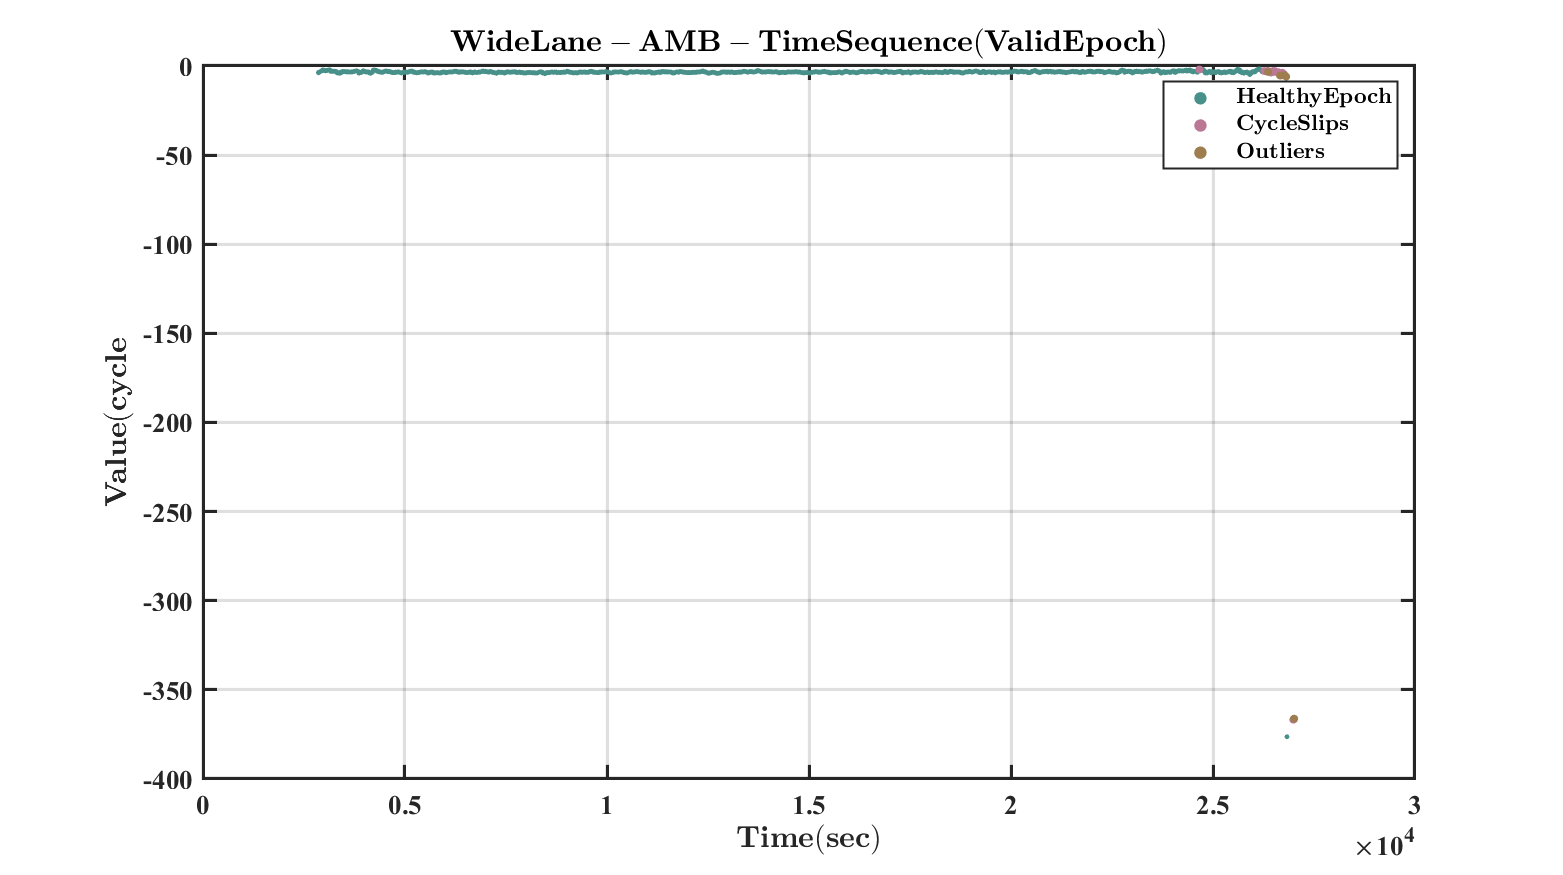 WideLane − AMB − TimeSequence(ValidEpoch)
0
-50
-100
-150
-200
-250
-300
-350
-400
Value(cycle
HealthyEpoch
CycleSlips
Outliers
0 0.5 1 1.5 2 2.5 3
Time(sec)
×10⁴